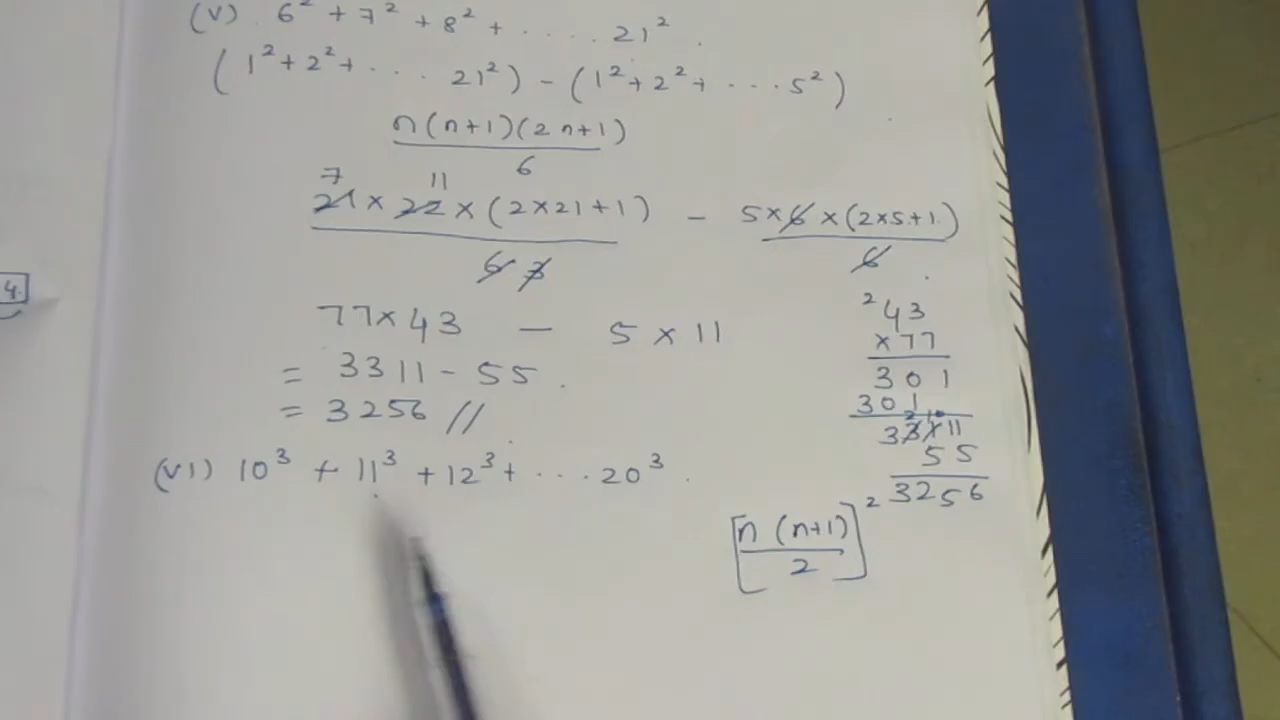 (V) 6² + 7² + 8² + ..... 21².
(1² + 2² + ... 21²) - (1² + 2² + ... 5²)
n(n+1)(2n+1)
6
7 11
21 × 22 × (2×21+1) - 5×6×(2×5+1)
6 3 6
77 × 43 - 5 × 11
= 3311 - 55.
= 3256 //
4.
²43
×77
301
301
3311
55
3256
(VI) 10³ + 11³ + 12³ + ... 20³.
[n (n+1)]²
2